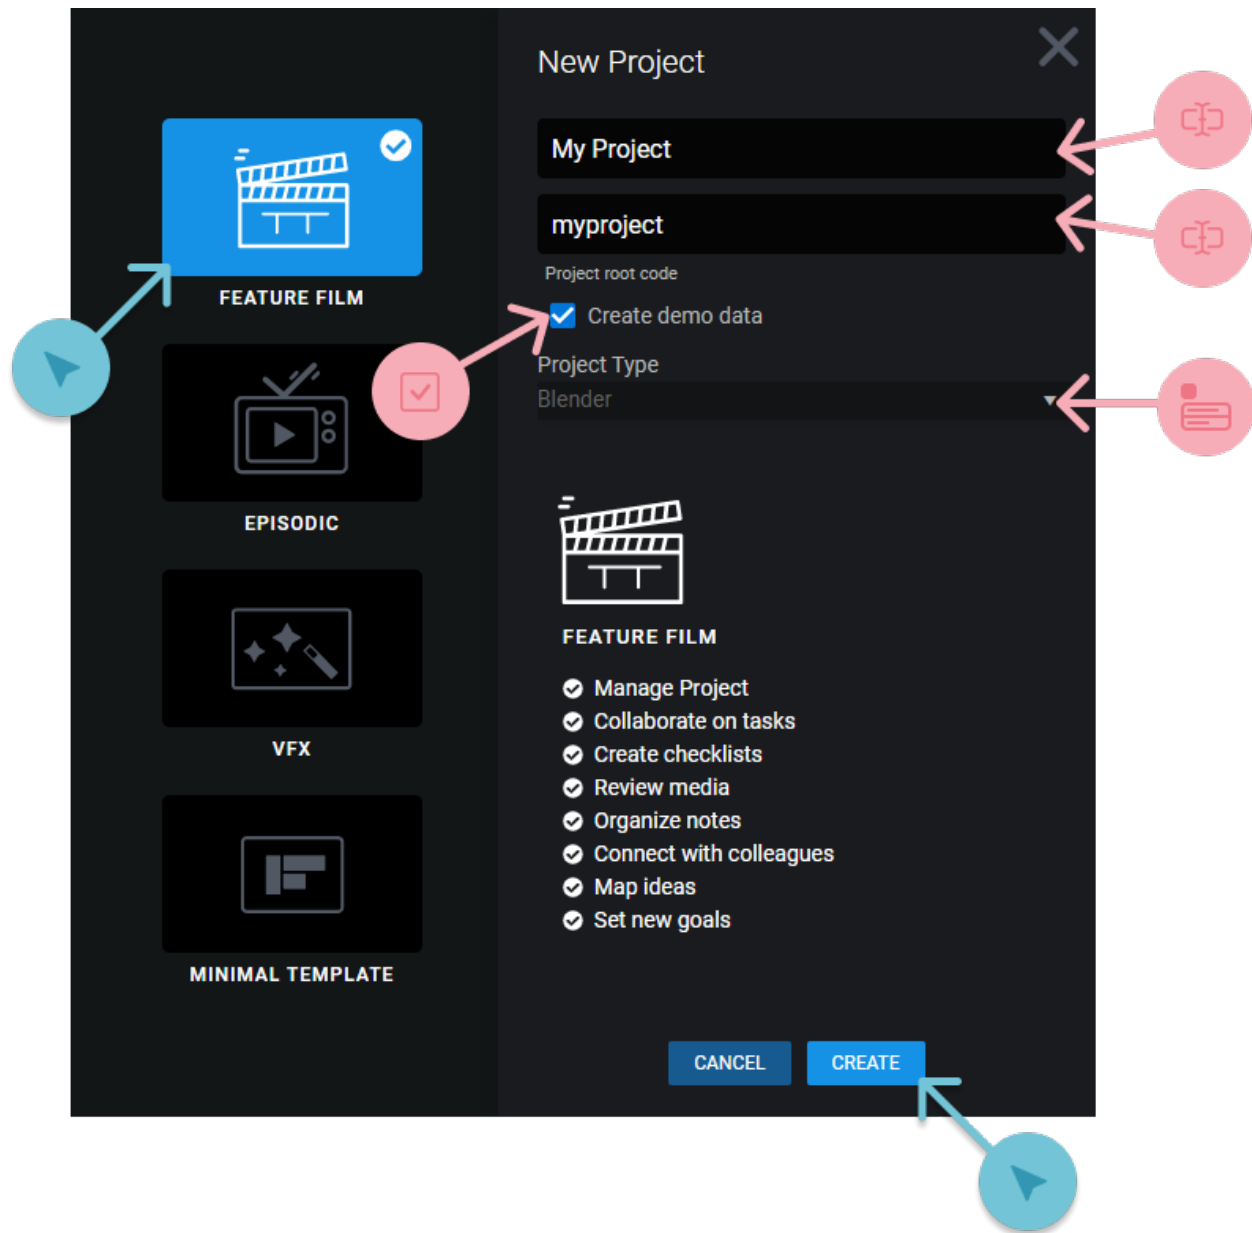 FEATURE FILM
EPISODIC
VFX
MINIMAL TEMPLATE
New Project
My Project
myproject
Project root code
Create demo data
Project Type
Blender
FEATURE FILM
Manage Project
Collaborate on tasks
Create checklists
Review media
Organize notes
Connect with colleagues
Map ideas
Set new goals
CANCEL
CREATE